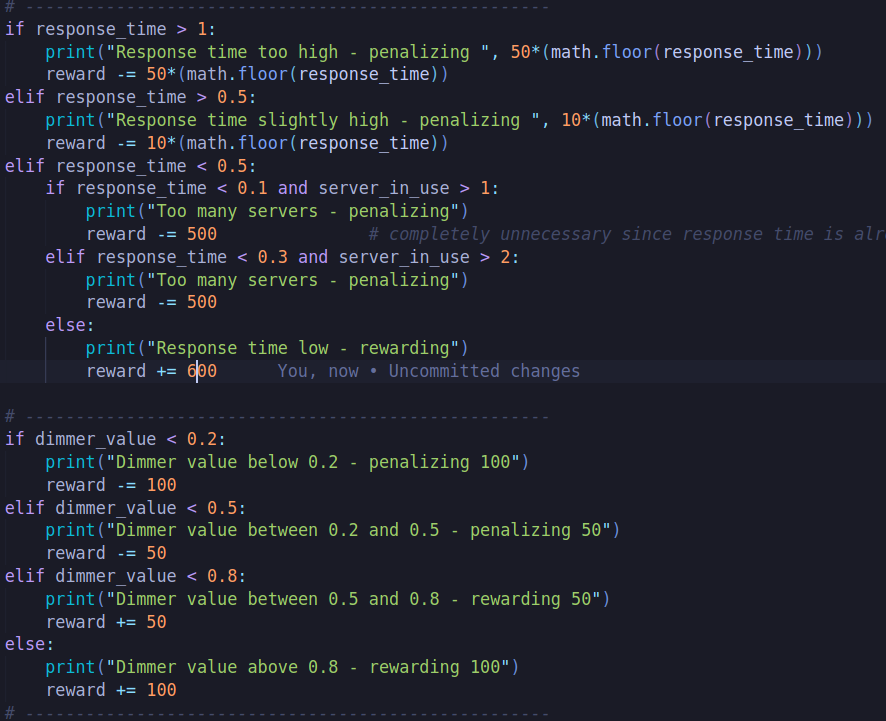 # ----------------------------------------------------
if response_time > 1:
    print("Response time too high - penalizing ", 50*(math.floor(response_time)))
    reward -= 50*(math.floor(response_time))
elif response_time > 0.5:
    print("Response time slightly high - penalizing ", 10*(math.floor(response_time)))
    reward -= 10*(math.floor(response_time))
elif response_time < 0.5:
    if response_time < 0.1 and server_in_use > 1:
        print("Too many servers - penalizing")
        reward -= 500               # completely unnecessary since response time is alr
    elif response_time < 0.3 and server_in_use > 2:
        print("Too many servers - penalizing")
        reward -= 500
    else:
        print("Response time low - rewarding")
        reward += 600      You, now • Uncommitted changes
# ----------------------------------------------------
if dimmer_value < 0.2:
    print("Dimmer value below 0.2 - penalizing 100")
    reward -= 100
elif dimmer_value < 0.5:
    print("Dimmer value between 0.2 and 0.5 - penalizing 50")
    reward -= 50
elif dimmer_value < 0.8:
    print("Dimmer value between 0.5 and 0.8 - rewarding 50")
    reward += 50
else:
    print("Dimmer value above 0.8 - rewarding 100")
    reward += 100
# ----------------------------------------------------